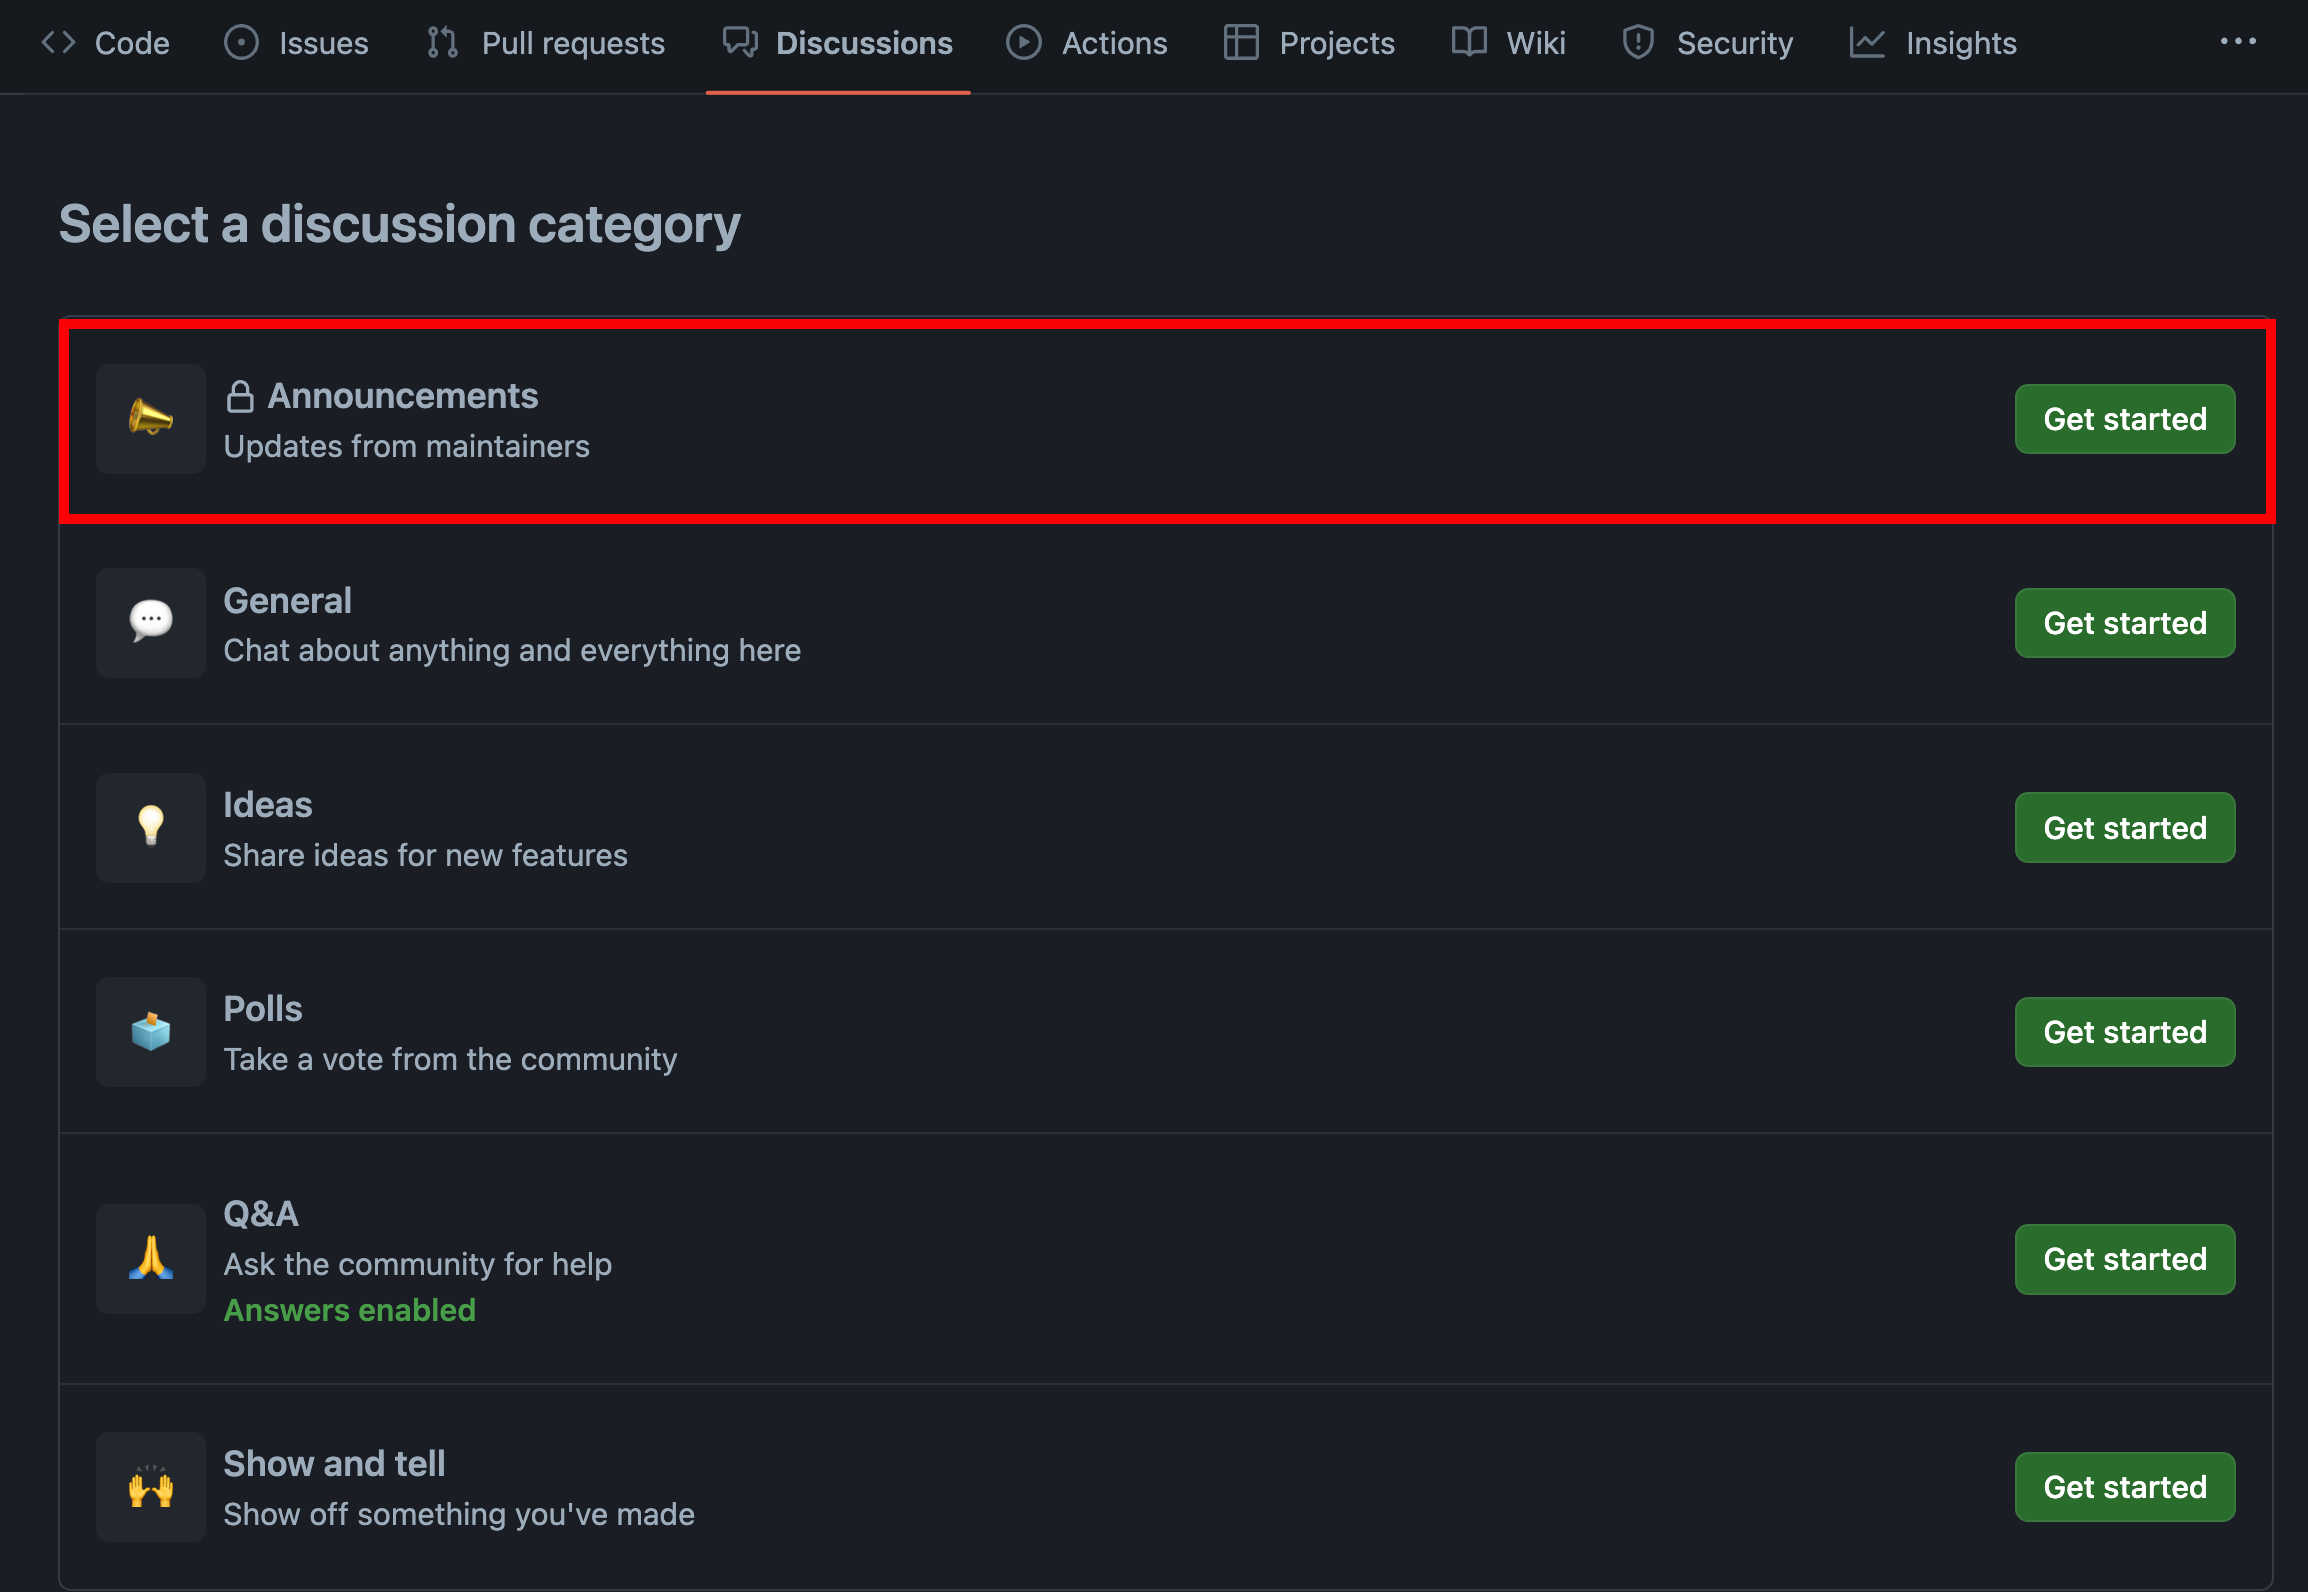 Code Issues Pull requests Discussions Actions Projects Wiki Security Insights
Select a discussion category
Announcements
Updates from maintainers
Get started
General
Chat about anything and everything here
Get started
Ideas
Share ideas for new features
Get started
Polls
Take a vote from the community
Get started
Q&A
Ask the community for help
Answers enabled
Get started
Show and tell
Show off something you've made
Get started